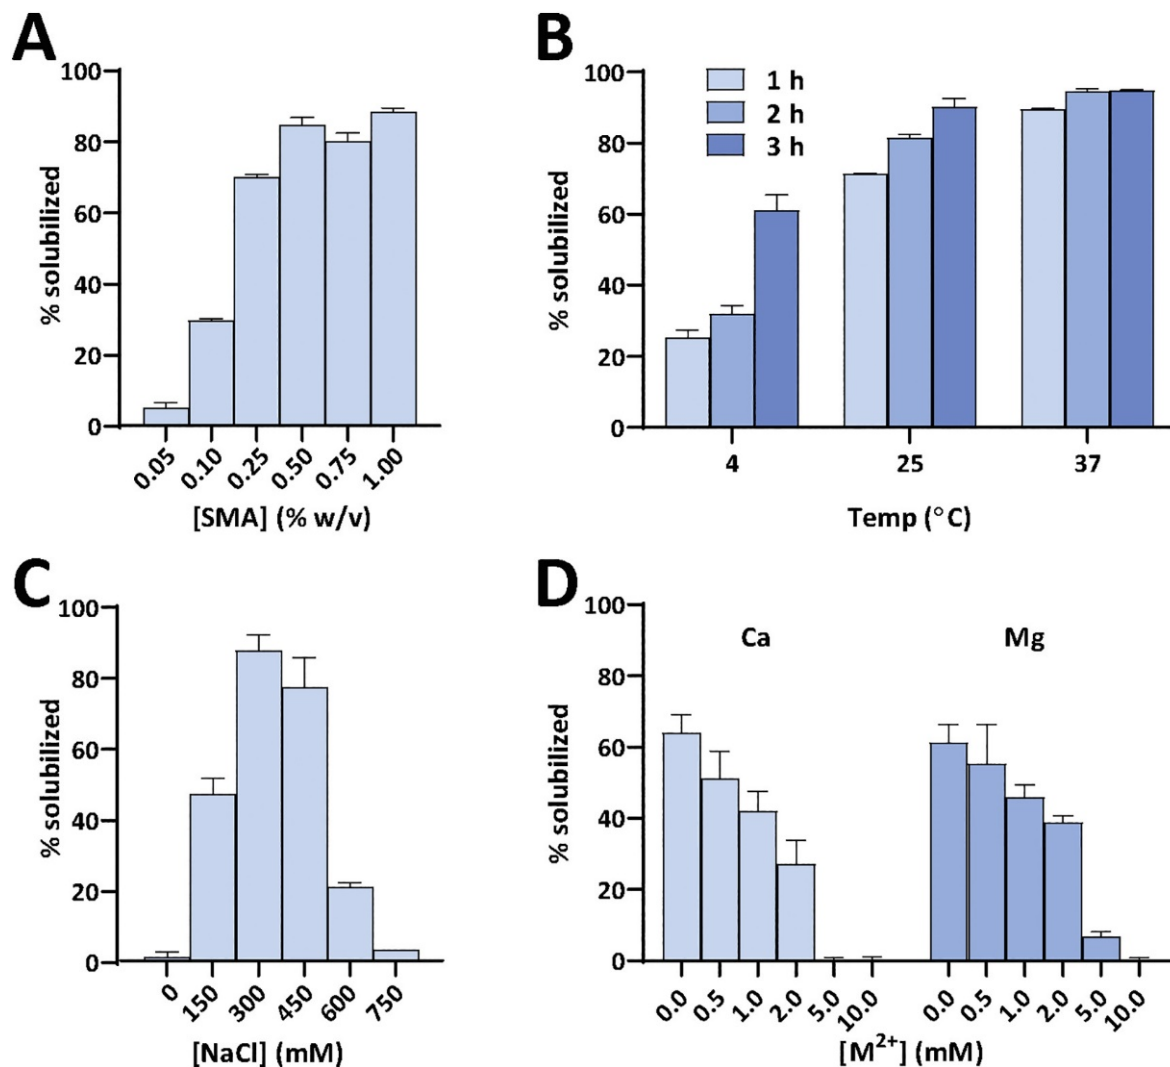 A
% solubilized
100
80
60
40
20
0
0.05 0.10 0.25 0.50 0.75 1.00
[SMA] (% w/v)
B
% solubilized
100
80
60
40
20
0
1 h
2 h
3 h
4 25 37
Temp (°C)
C
% solubilized
100
80
60
40
20
0
0 150 300 450 600 750
[NaCl] (mM)
D
% solubilized
100
80
60
40
20
0
Ca Mg
0.0 0.5 1.0 2.0 5.0 10.0 0.0 0.5 1.0 2.0 5.0 10.0
[M²⁺] (mM)